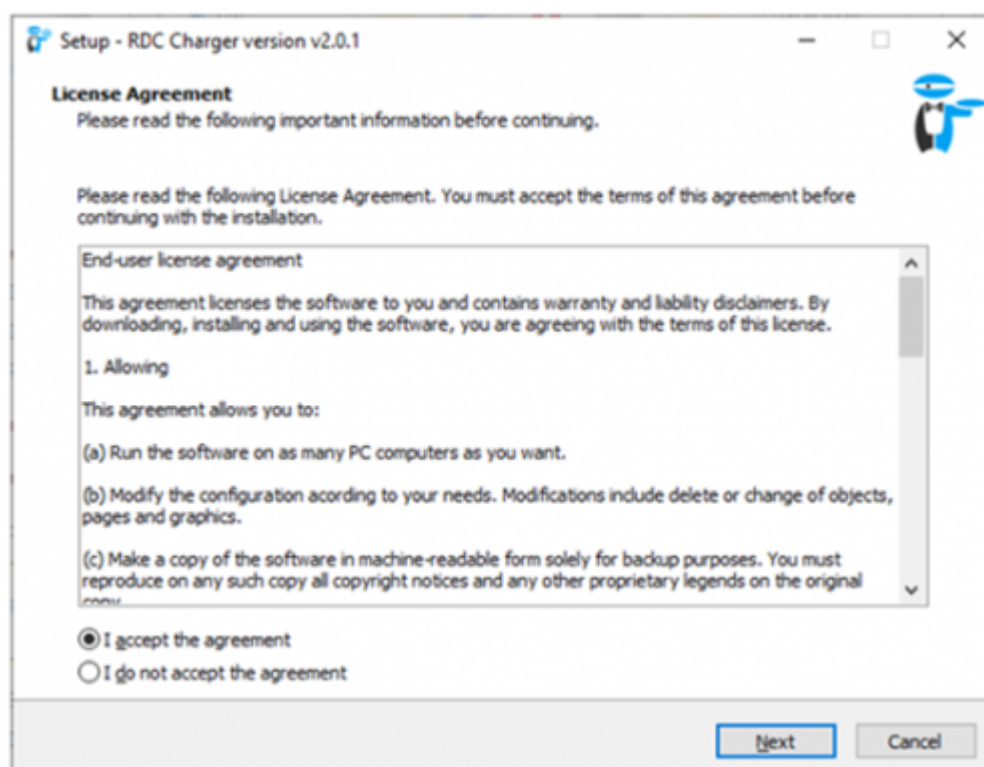 Setup - RDC Charger version v2.0.1
License Agreement
Please read the following important information before continuing.
Please read the following License Agreement. You must accept the terms of this agreement before
continuing with the installation.
End-user license agreement
This agreement licenses the software to you and contains warranty and liability disclaimers. By
downloading, installing and using the software, you are agreeing with the terms of this license.
1. Allowing
This agreement allows you to:
(a) Run the software on as many PC computers as you want.
(b) Modify the configuration acording to your needs. Modifications include delete or change of objects,
pages and graphics.
(c) Make a copy of the software in machine-readable form solely for backup purposes. You must
reproduce on any such copy all copyright notices and any other proprietary legends on the original
copy.
I accept the agreement
I do not accept the agreement
Next
Cancel